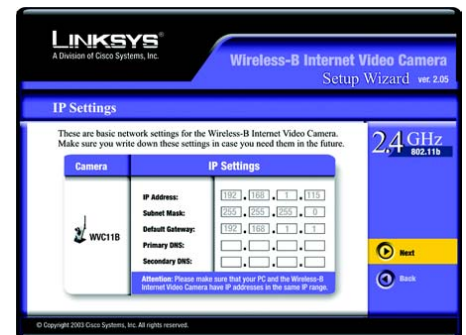 LINKSYS®
A Division of Cisco Systems, Inc.
Wireless-B Internet Video Camera
Setup Wizard ver. 2.05
IP Settings
These are basic network settings for the Wireless-B Internet Video Camera.
Make sure you write down these settings in case you need them in the future.
2,4 GHz
802.11b
Camera
IP Settings
WVC11B
IP Address: 192 . 168 . 1 . 115
Subnet Mask: 255 . 255 . 255 . 0
Default Gateway: 192 . 168 . 1 . 1
Primary DNS: . . .
Secondary DNS: . . .
Attention: Please make sure that your PC and the Wireless-B
Internet Video Camera have IP addresses in the same IP range.
Next
Back
© Copyright 2003 Cisco Systems, Inc. All rights reserved.